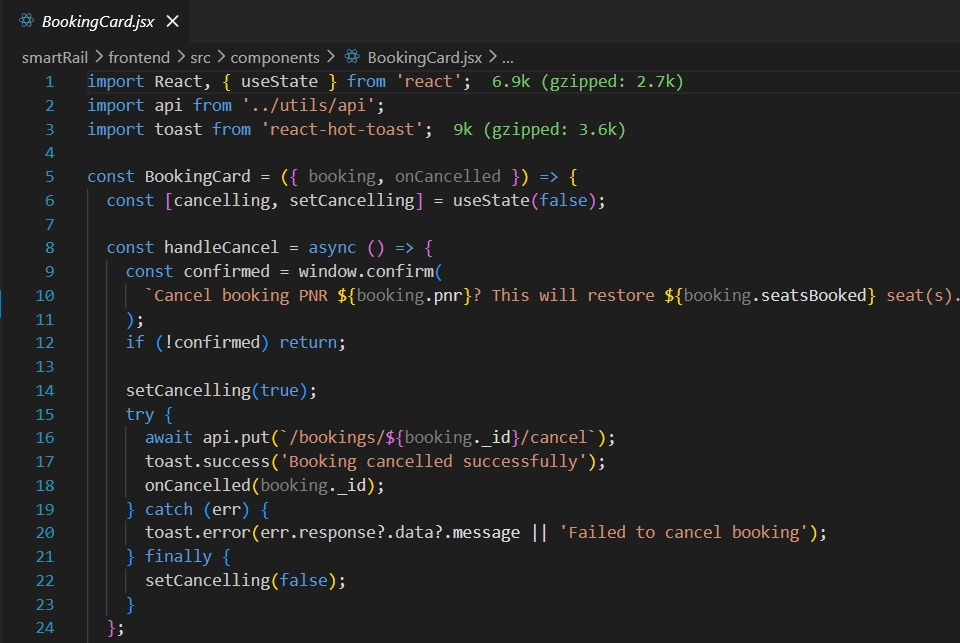 BookingCard.jsx
smartRail > frontend > src > components > BookingCard.jsx > ...
1 import React, { useState } from 'react'; 6.9k (gzipped: 2.7k)
2 import api from '../utils/api';
3 import toast from 'react-hot-toast'; 9k (gzipped: 3.6k)
4
5 const BookingCard = ({ booking, onCancelled }) => {
6   const [cancelling, setCancelling] = useState(false);
7
8   const handleCancel = async () => {
9     const confirmed = window.confirm(
10       `Cancel booking PNR ${booking.pnr}? This will restore ${booking.seatsBooked} seat(s).
11     );
12     if (!confirmed) return;
13
14     setCancelling(true);
15     try {
16       await api.put(`/bookings/${booking._id}/cancel`);
17       toast.success('Booking cancelled successfully');
18       onCancelled(booking._id);
19     } catch (err) {
20       toast.error(err.response?.data?.message || 'Failed to cancel booking');
21     } finally {
22       setCancelling(false);
23     }
24   };